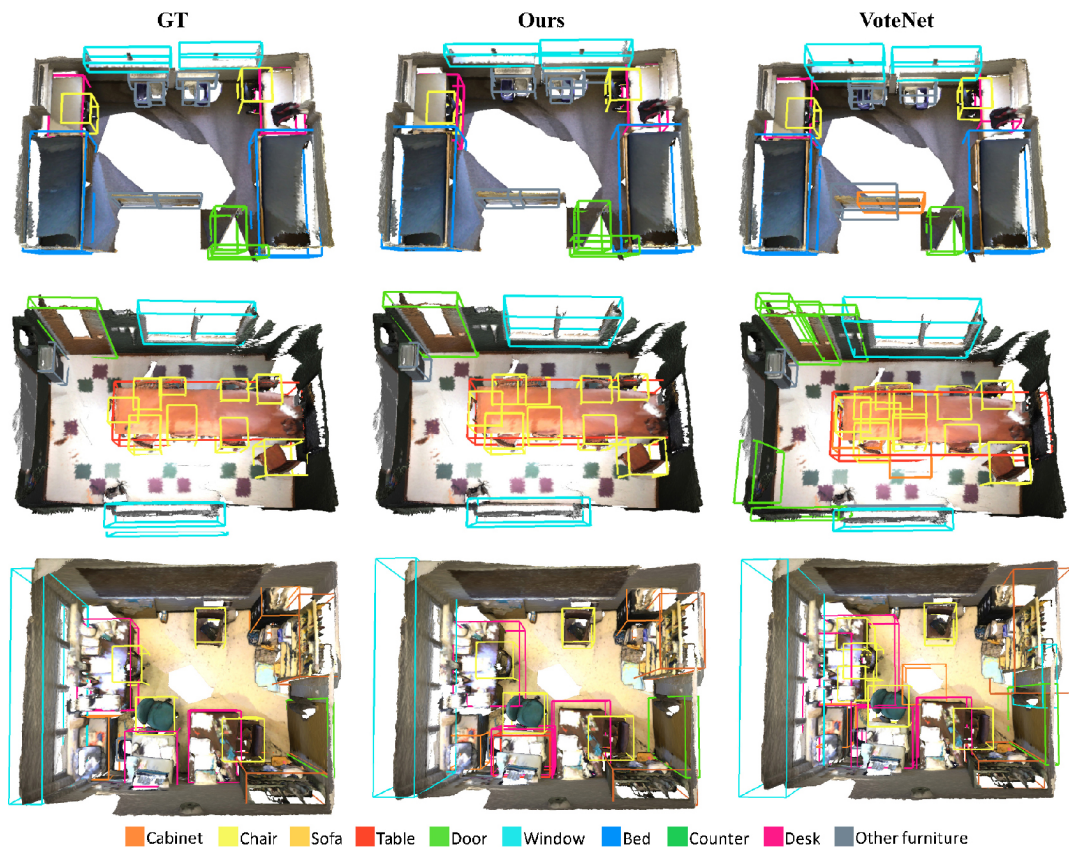 GT Ours VoteNet
Cabinet Chair Sofa Table Door Window Bed Counter Desk Other furniture